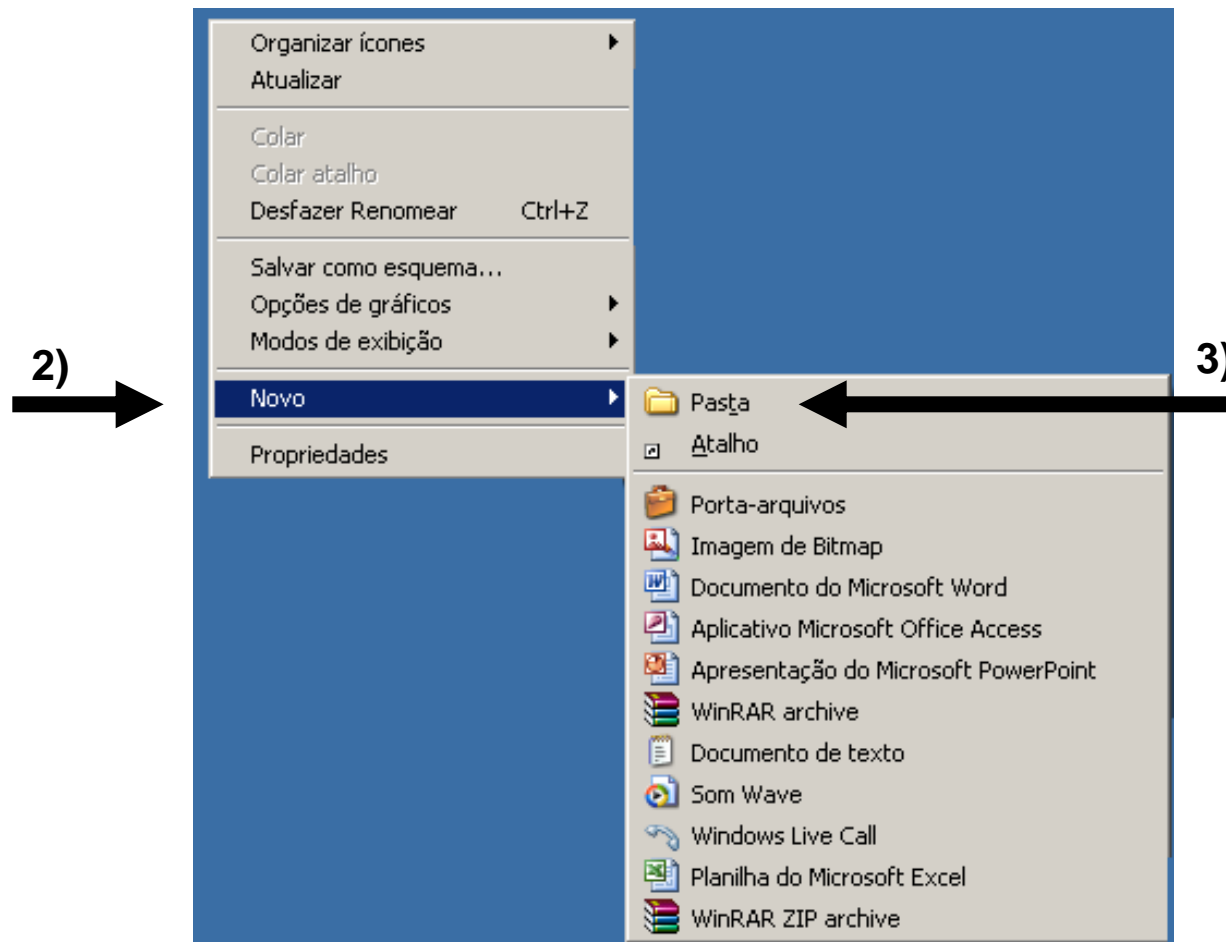 Organizar ícones
Atualizar
Colar
Colar atalho
Desfazer Renomear Ctrl+Z
Salvar como esquema...
Opções de gráficos
Modos de exibição
2)
Novo
Propriedades
3)
Pasta
Atalho
Porta-arquivos
Imagem de Bitmap
Documento do Microsoft Word
Aplicativo Microsoft Office Access
Apresentação do Microsoft PowerPoint
WinRAR archive
Documento de texto
Som Wave
Windows Live Call
Planilha do Microsoft Excel
WinRAR ZIP archive